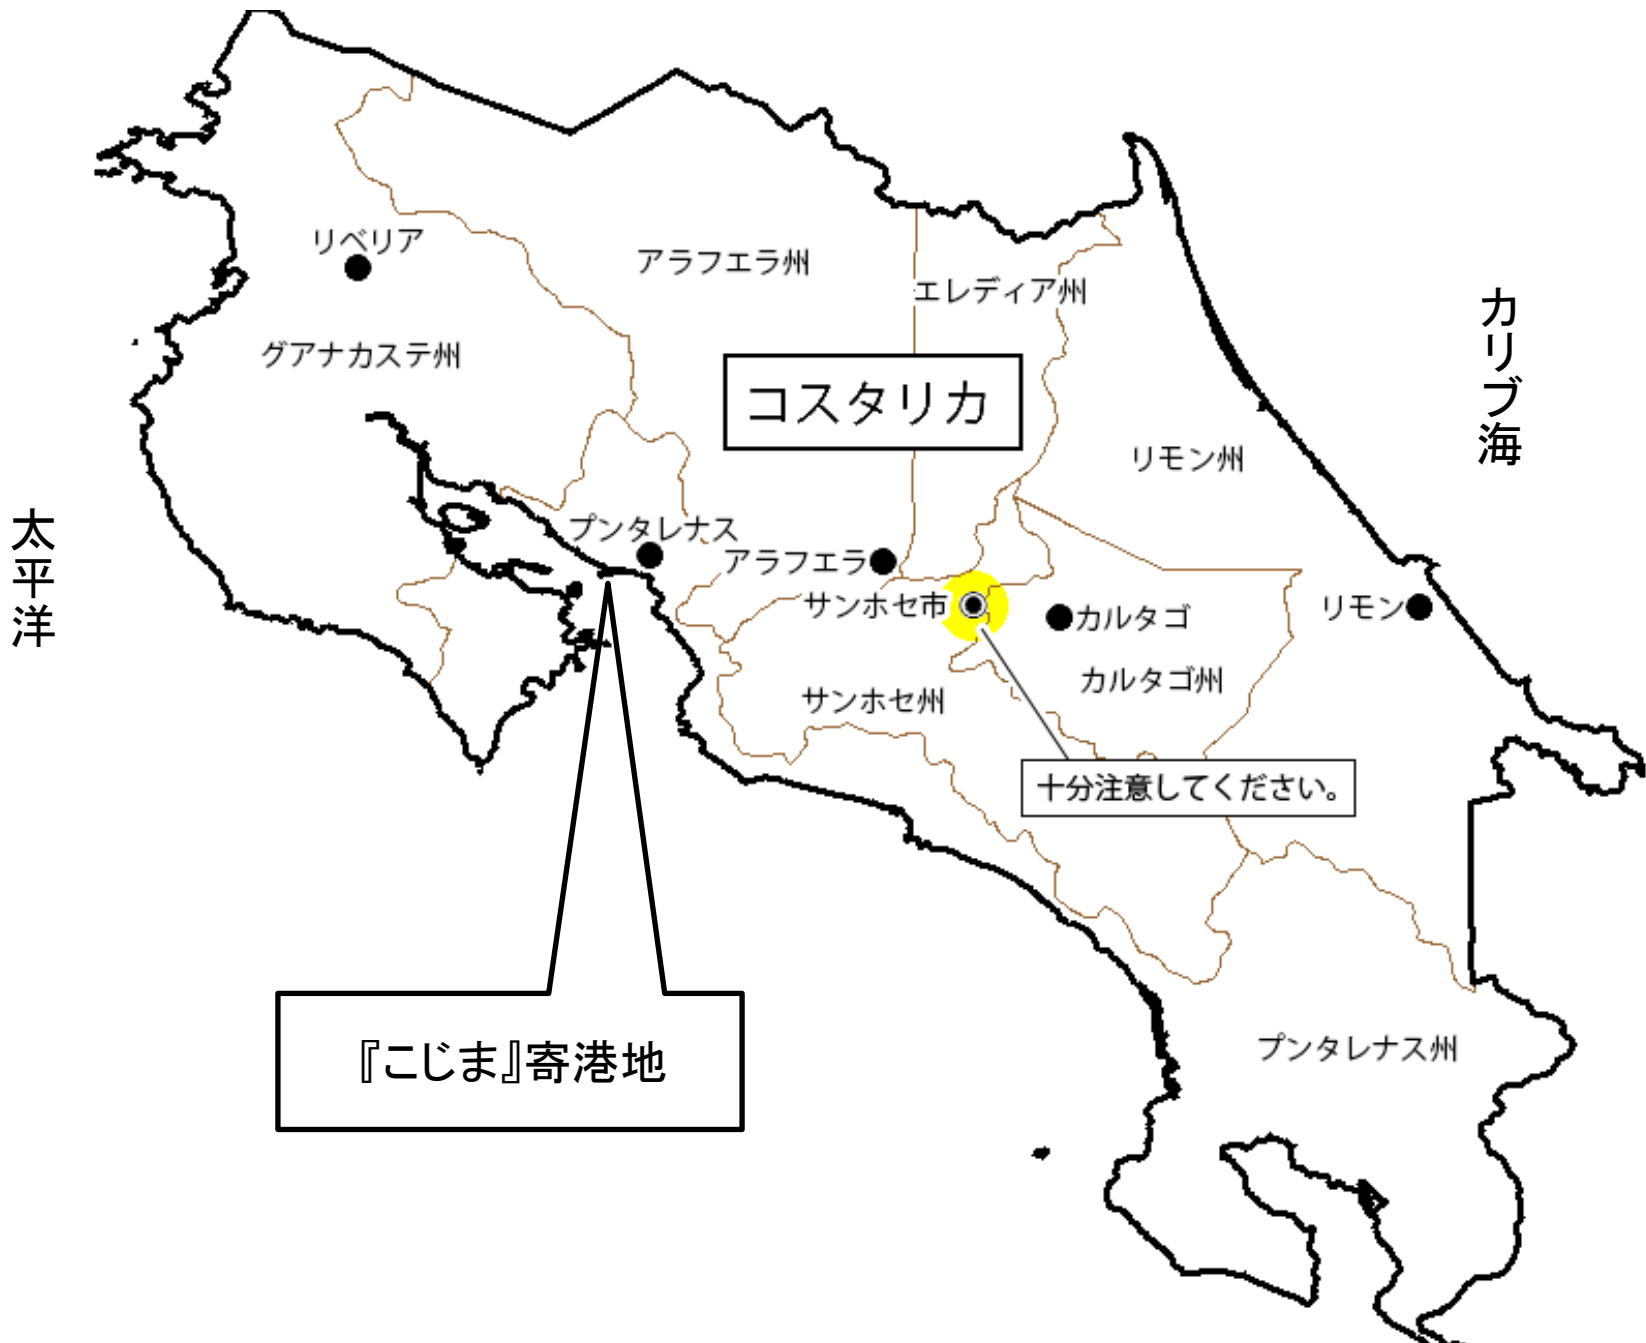 リベリア
アラフエラ州
エレディア州
カリブ海
グアナカステ州
コスタリカ
リモン州
太平洋
プンタレナス
アラフエラ
サンホセ市
カルタゴ
リモン
カルタゴ州
サンホセ州
十分注意してください。
『こじま』寄港地
プンタレナス州